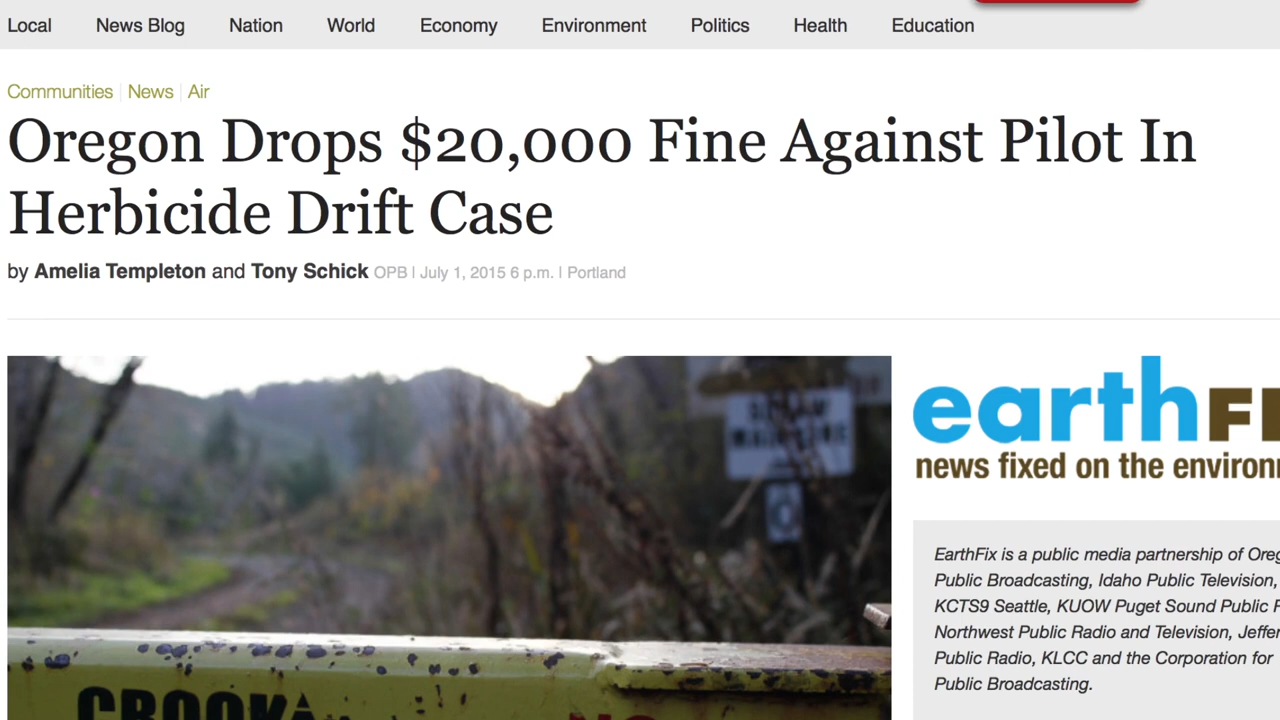 Local News Blog Nation World Economy Environment Politics Health Education
Communities News Air
Oregon Drops $20,000 Fine Against Pilot In
Herbicide Drift Case
by Amelia Templeton and Tony Schick OPB | July 1, 2015 6 p.m. | Portland
earthFI
news fixed on the environ
EarthFix is a public media partnership of Oreg
Public Broadcasting, Idaho Public Television,
KCTS9 Seattle, KUOW Puget Sound Public R
Northwest Public Radio and Television, Jeffer
Public Radio, KLCC and the Corporation for
Public Broadcasting.
CROOK
NO